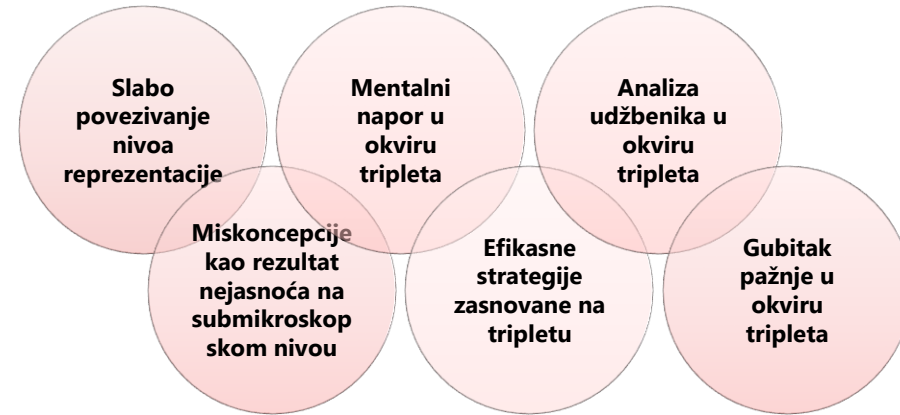 Slabo
povezivanje
nivoa
reprezentacije
Miskoncepcije
kao rezultat
nejasnoća na
submikroskop
skom nivou
Mentalni
napor u
okviru
tripleta
Efikasne
strategije
zasnovane na
tripletu
Analiza
udžbenika u
okviru
tripleta
Gubitak
pažnje u
okviru
tripleta